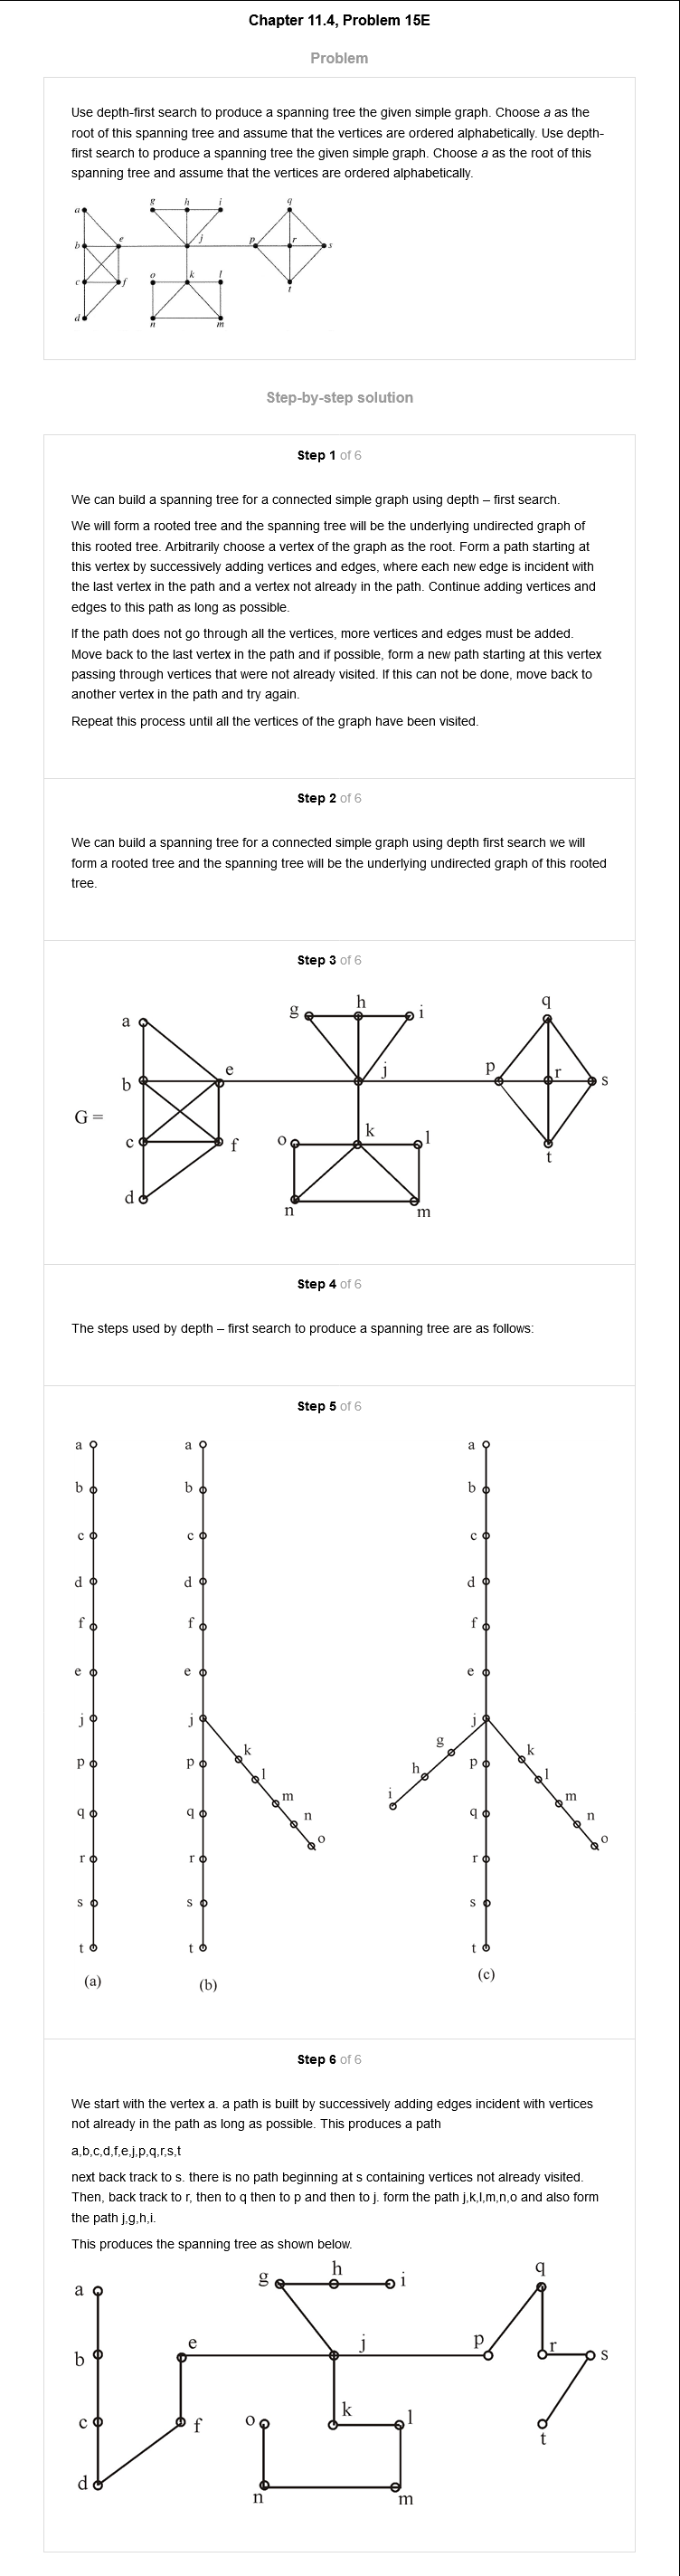 Chapter 11.4, Problem 15E
Problem
Use depth-first search to produce a spanning tree the given simple graph. Choose a as the
root of this spanning tree and assume that the vertices are ordered alphabetically. Use depth-
first search to produce a spanning tree the given simple graph. Choose a as the root of this
spanning tree and assume that the vertices are ordered alphabetically.
g h i q
a
b e j p r s
c f o k l t
d n m
Step-by-step solution
Step 1 of 6
We can build a spanning tree for a connected simple graph using depth – first search.
We will form a rooted tree and the spanning tree will be the underlying undirected graph of
this rooted tree. Arbitrarily choose a vertex of the graph as the root. Form a path starting at
this vertex by successively adding vertices and edges, where each new edge is incident with
the last vertex in the path and a vertex not already in the path. Continue adding vertices and
edges to this path as long as possible.
If the path does not go through all the vertices, more vertices and edges must be added.
Move back to the last vertex in the path and if possible, form a new path starting at this vertex
passing through vertices that were not already visited. If this can not be done, move back to
another vertex in the path and try again.
Repeat this process until all the vertices of the graph have been visited.
Step 2 of 6
We can build a spanning tree for a connected simple graph using depth first search we will
form a rooted tree and the spanning tree will be the underlying undirected graph of this rooted
tree.
Step 3 of 6
a g h i q
b e j p r s
G =
c f o k l t
d n m
Step 4 of 6
The steps used by depth – first search to produce a spanning tree are as follows:
Step 5 of 6
a a a
b b b
c c c
d d d
f f f
e e e
j j j
p p k l m n o g h i p k l m n o
q q q
r r r
s s s
t t t
(a) (b) (c)
Step 6 of 6
We start with the vertex a. a path is built by successively adding edges incident with vertices
not already in the path as long as possible. This produces a path
a,b,c,d,f,e,j,p,q,r,s,t
next back track to s. there is no path beginning at s containing vertices not already visited.
Then, back track to r, then to q then to p and then to j. form the path j,k,l,m,n,o and also form
the path j,g,h,i.
This produces the spanning tree as shown below.
a g h i q
b e j p r s
c f o k l t
d n m